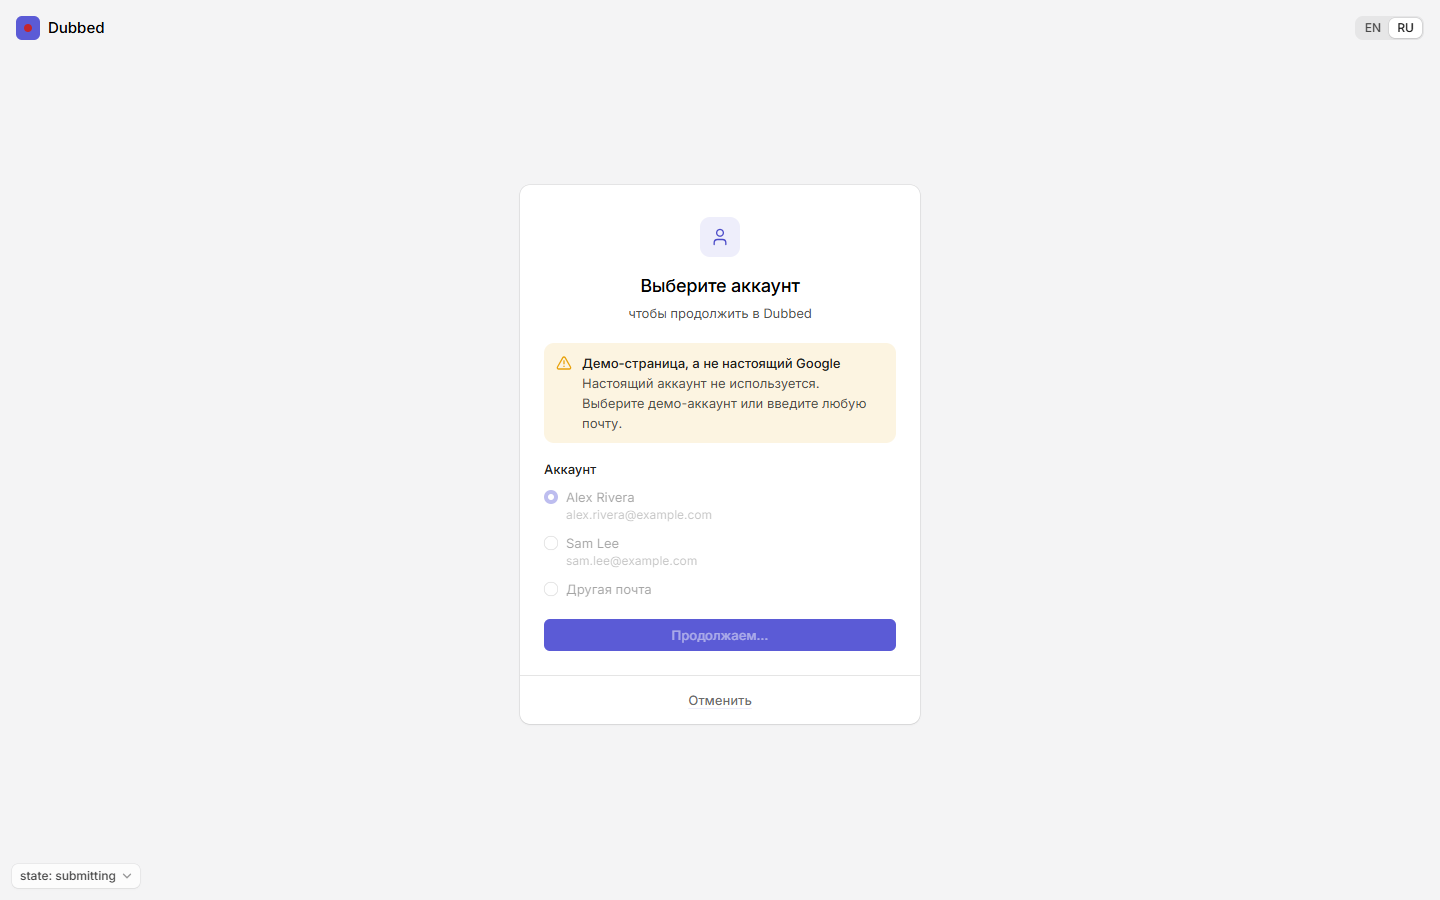 Dubbed
EN RU
Выберите аккаунт
чтобы продолжить в Dubbed
Демо-страница, а не настоящий Google
Настоящий аккаунт не используется.
Выберите демо-аккаунт или введите любую
почту.
Аккаунт
Alex Rivera
alex.rivera@example.com
Sam Lee
sam.lee@example.com
Другая почта
Продолжаем...
Отменить
state: submitting